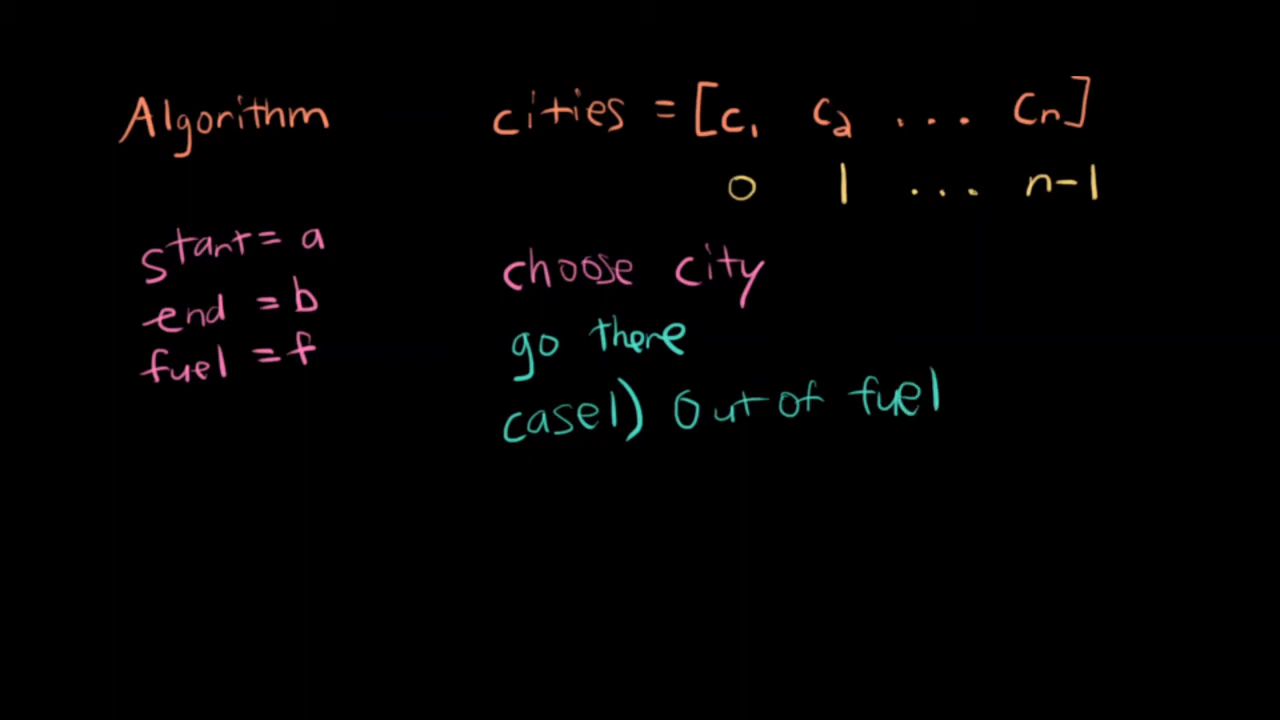 Algorithm
cities = [c₁ c₂ ... cn]
0 1 ... n-1
start = a
end = b
fuel = f
choose city
go there
case1) out of fuel